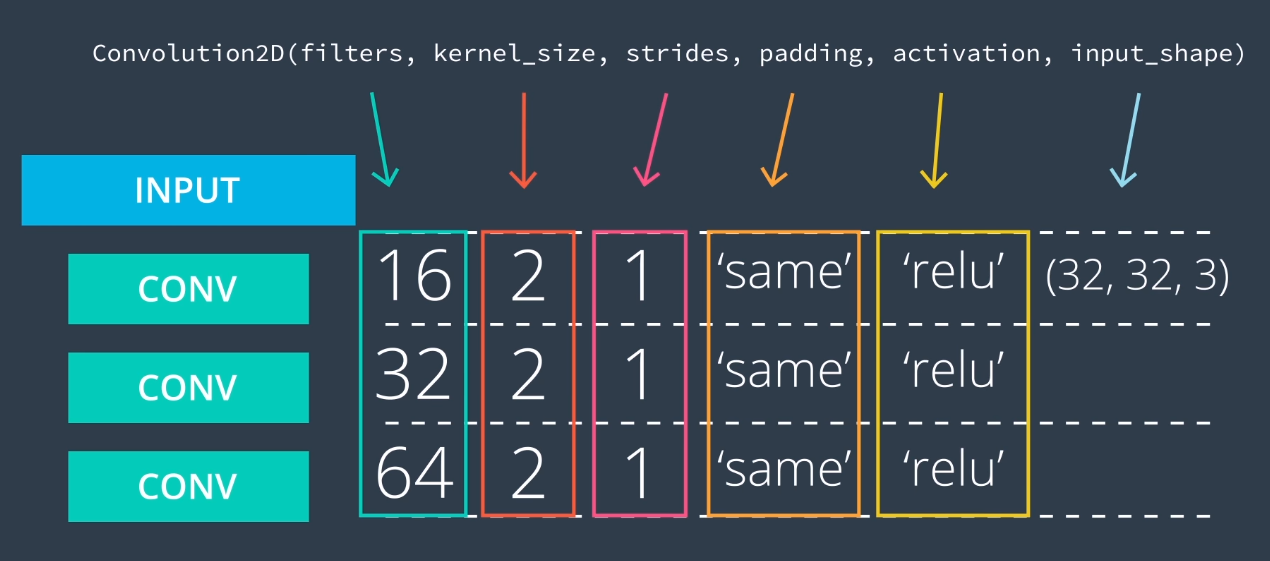 Convolution2D(filters, kernel_size, strides, padding, activation, input_shape)
INPUT
CONV 16 2 1 ‘same’ ‘relu’ (32, 32, 3)
CONV 32 2 1 ‘same’ ‘relu’
CONV 64 2 1 ‘same’ ‘relu’